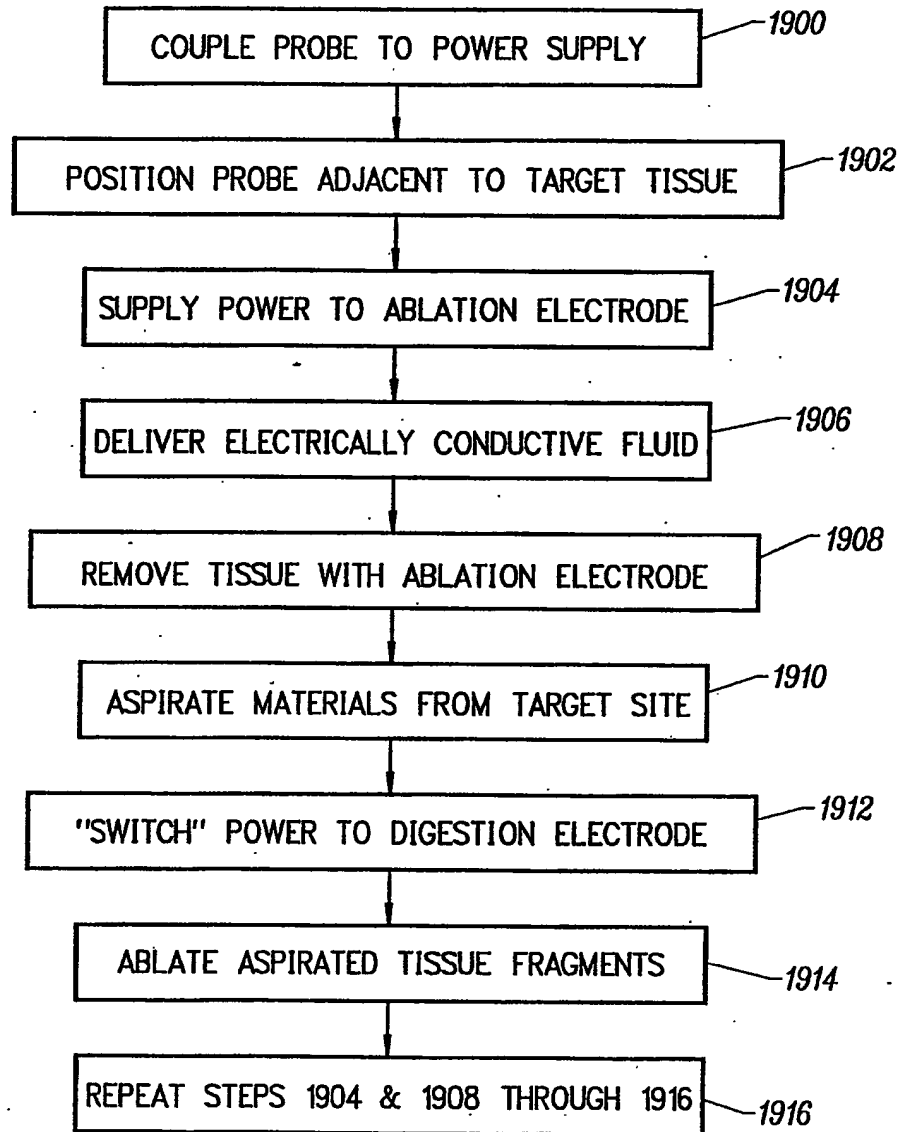 COUPLE PROBE TO POWER SUPPLY
1900
POSITION PROBE ADJACENT TO TARGET TISSUE
1902
SUPPLY POWER TO ABLATION ELECTRODE
1904
DELIVER ELECTRICALLY CONDUCTIVE FLUID
1906
REMOVE TISSUE WITH ABLATION ELECTRODE
1908
ASPIRATE MATERIALS FROM TARGET SITE
1910
"SWITCH" POWER TO DIGESTION ELECTRODE
1912
ABLATE ASPIRATED TISSUE FRAGMENTS
1914
REPEAT STEPS 1904 & 1908 THROUGH 1916
1916